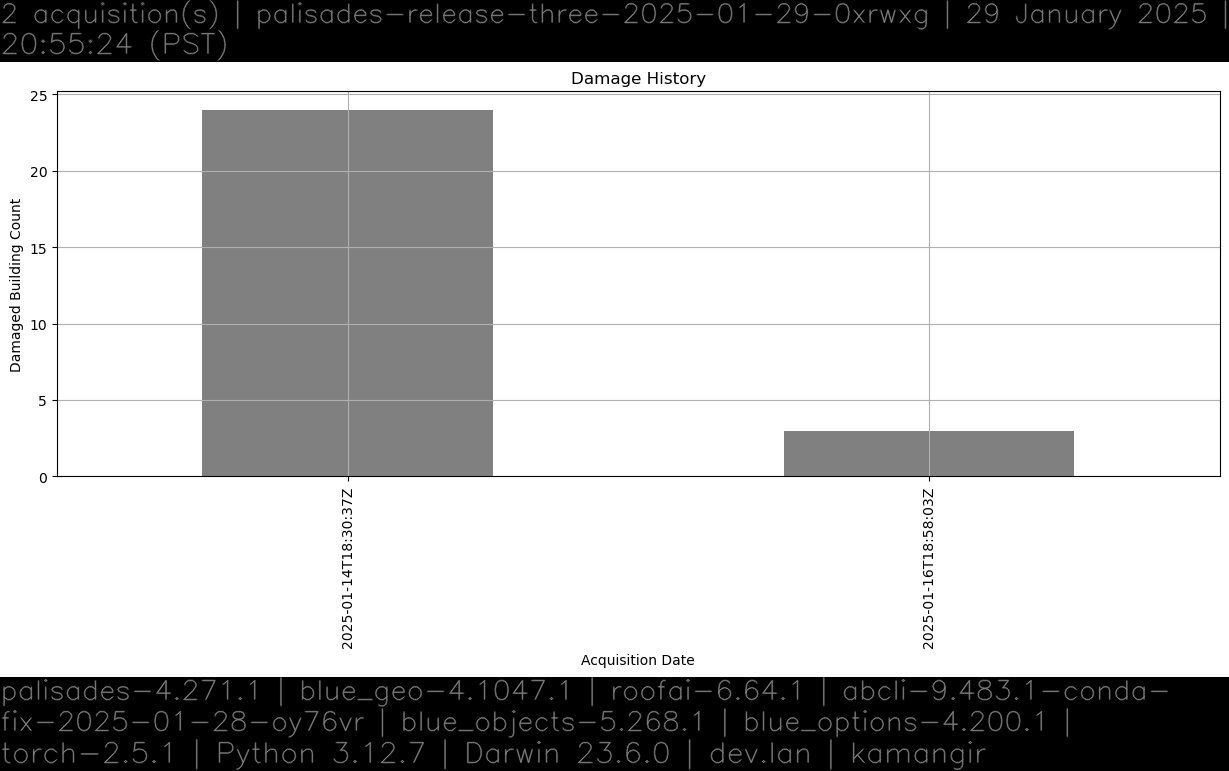 2 acquisition(s) | palisades-release-three-2025-01-29-0xrwxg | 29 January 2025 |
20:55:24 (PST)
Damage History
25
20
15
10
5
0
Damaged Building Count
2025-01-14T18:30:37Z
2025-01-16T18:58:03Z
Acquisition Date
palisades-4.271.1 | blue_geo-4.1047.1 | roofai-6.64.1 | abcli-9.483.1-conda-
fix-2025-01-28-oy76vr | blue_objects-5.268.1 | blue_options-4.200.1 |
torch-2.5.1 | Python 3.12.7 | Darwin 23.6.0 | dev.lan | kamangir